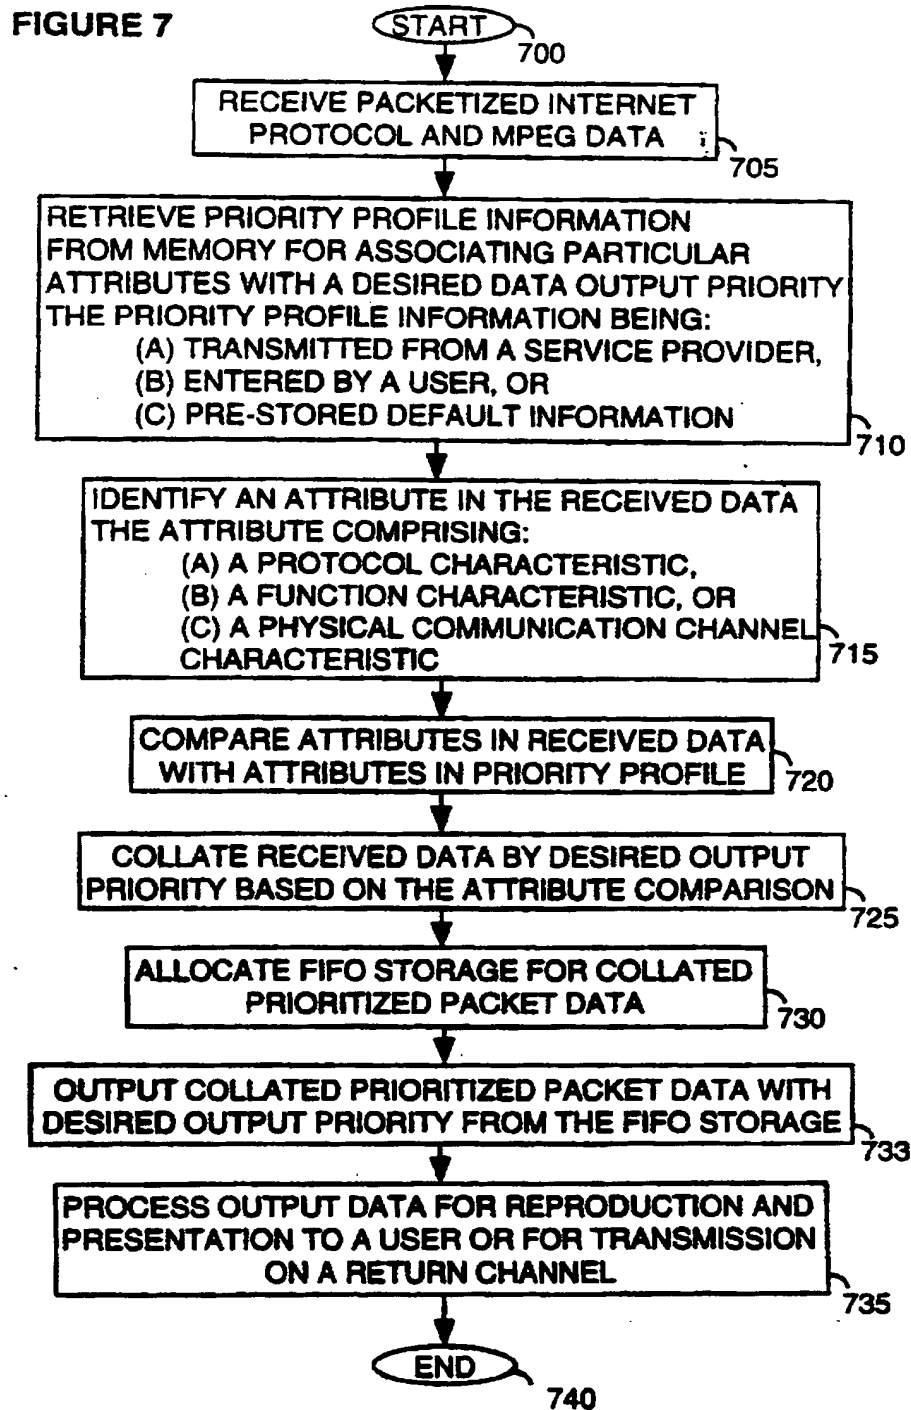 FIGURE 7
START
700
RECEIVE PACKETIZED INTERNET
PROTOCOL AND MPEG DATA
705
RETRIEVE PRIORITY PROFILE INFORMATION
FROM MEMORY FOR ASSOCIATING PARTICULAR
ATTRIBUTES WITH A DESIRED DATA OUTPUT PRIORITY
THE PRIORITY PROFILE INFORMATION BEING:
(A) TRANSMITTED FROM A SERVICE PROVIDER,
(B) ENTERED BY A USER, OR
(C) PRE-STORED DEFAULT INFORMATION
710
IDENTIFY AN ATTRIBUTE IN THE RECEIVED DATA
THE ATTRIBUTE COMPRISING:
(A) A PROTOCOL CHARACTERISTIC,
(B) A FUNCTION CHARACTERISTIC, OR
(C) A PHYSICAL COMMUNICATION CHANNEL
CHARACTERISTIC
715
COMPARE ATTRIBUTES IN RECEIVED DATA
WITH ATTRIBUTES IN PRIORITY PROFILE
720
COLLATE RECEIVED DATA BY DESIRED OUTPUT
PRIORITY BASED ON THE ATTRIBUTE COMPARISON
725
ALLOCATE FIFO STORAGE FOR COLLATED
PRIORITIZED PACKET DATA
730
OUTPUT COLLATED PRIORITIZED PACKET DATA WITH
DESIRED OUTPUT PRIORITY FROM THE FIFO STORAGE
733
PROCESS OUTPUT DATA FOR REPRODUCTION AND
PRESENTATION TO A USER OR FOR TRANSMISSION
ON A RETURN CHANNEL
735
END
740